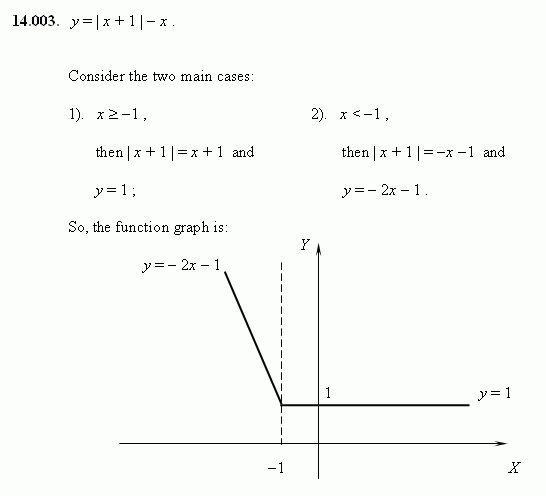 14.003. y = | x + 1 | − x .
Consider the two main cases:
1). x ≥ −1 , 2). x < −1 ,
then | x + 1 | = x + 1 and then | x + 1 | = −x −1 and
y = 1 ; y = − 2x − 1 .
So, the function graph is:
Y
y = − 2x − 1
1 y = 1
−1 X